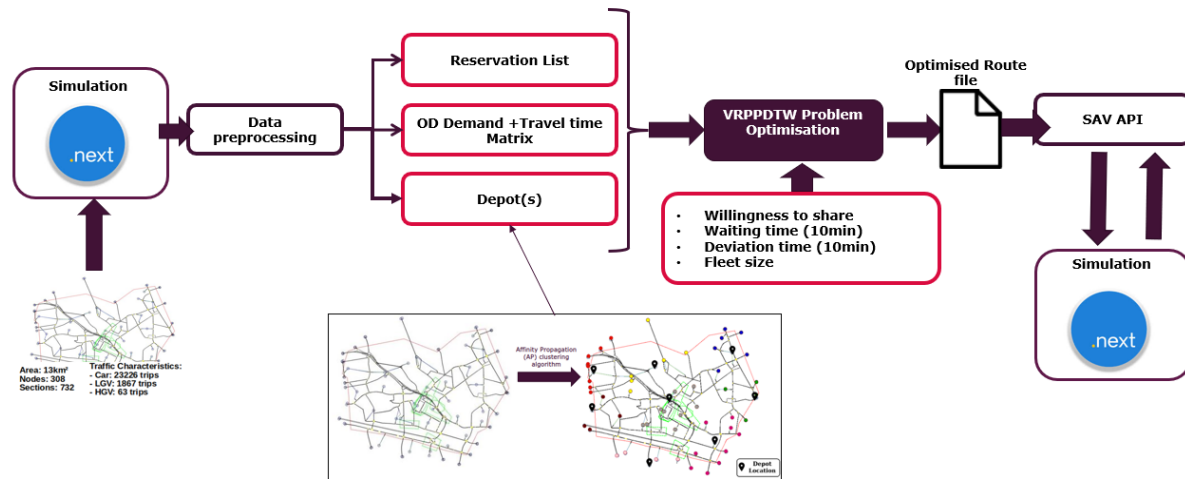 Simulation
.next
Data
preprocessing
Reservation List
OD Demand +Travel time
Matrix
Depot(s)
VRPPDTW Problem
Optimisation
• Willingness to share
• Waiting time (10min)
• Deviation time (10min)
• Fleet size
Optimised Route
file
SAV API
Simulation
.next
Area: 13km²
Nodes: 308
Sections: 732
Traffic Characteristics:
- Car: 23226 trips
- LGV: 1867 trips
- HGV: 63 trips
Affinity Propagation
(AP) clustering
algorithm
Depot
Location